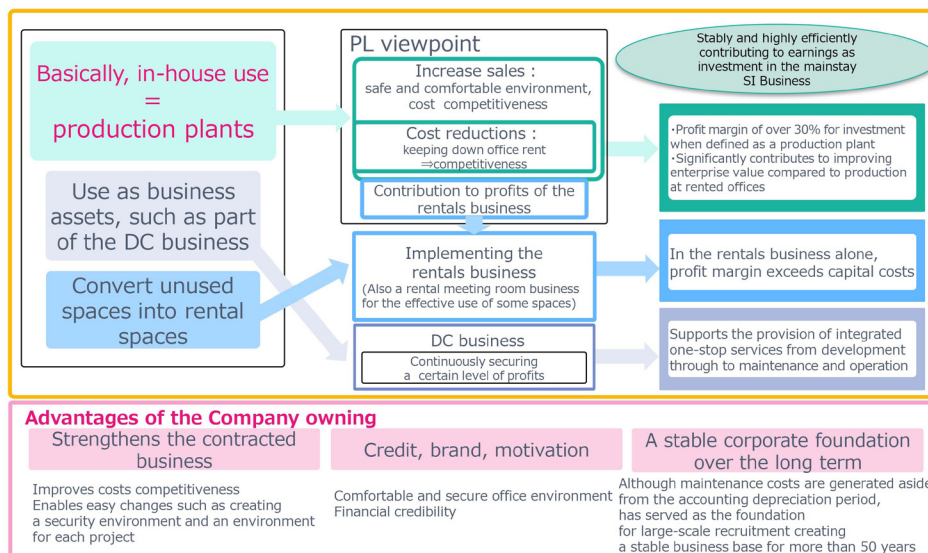 Basically, in-house use
=
production plants
Use as business
assets, such as part
of the DC business
Convert unused
spaces into rental
spaces
PL viewpoint
Increase sales :
safe and comfortable environment,
cost competitiveness
Cost reductions :
keeping down office rent
⇒competitiveness
Contribution to profits of the
rentals business
Implementing the
rentals business
(Also a rental meeting room business
for the effective use of some spaces)
DC business
Continuously securing
a certain level of profits
Stably and highly efficiently
contributing to earnings as
investment in the mainstay
SI Business
・Profit margin of over 30% for investment
when defined as a production plant
・Significantly contributes to improving
enterprise value compared to production
at rented offices
In the rentals business alone,
profit margin exceeds capital costs
Supports the provision of integrated
one-stop services from development
through to maintenance and operation
Advantages of the Company owning
Strengthens the contracted
business
Improves costs competitiveness
Enables easy changes such as creating
a security environment and an environment
for each project
Credit, brand, motivation
Comfortable and secure office environment
Financial credibility
A stable corporate foundation
over the long term
Although maintenance costs are generated aside
from the accounting depreciation period,
has served as the foundation
for large-scale recruitment creating
a stable business base for more than 50 years